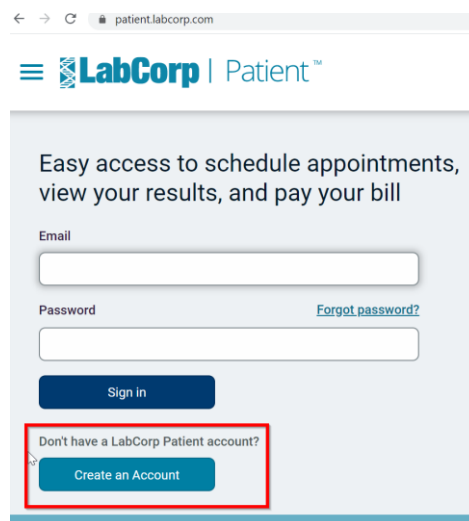 patient.labcorp.com
LabCorp | Patient™
Easy access to schedule appointments,
view your results, and pay your bill
Email
Password Forgot password?
Sign in
Don't have a LabCorp Patient account?
Create an Account